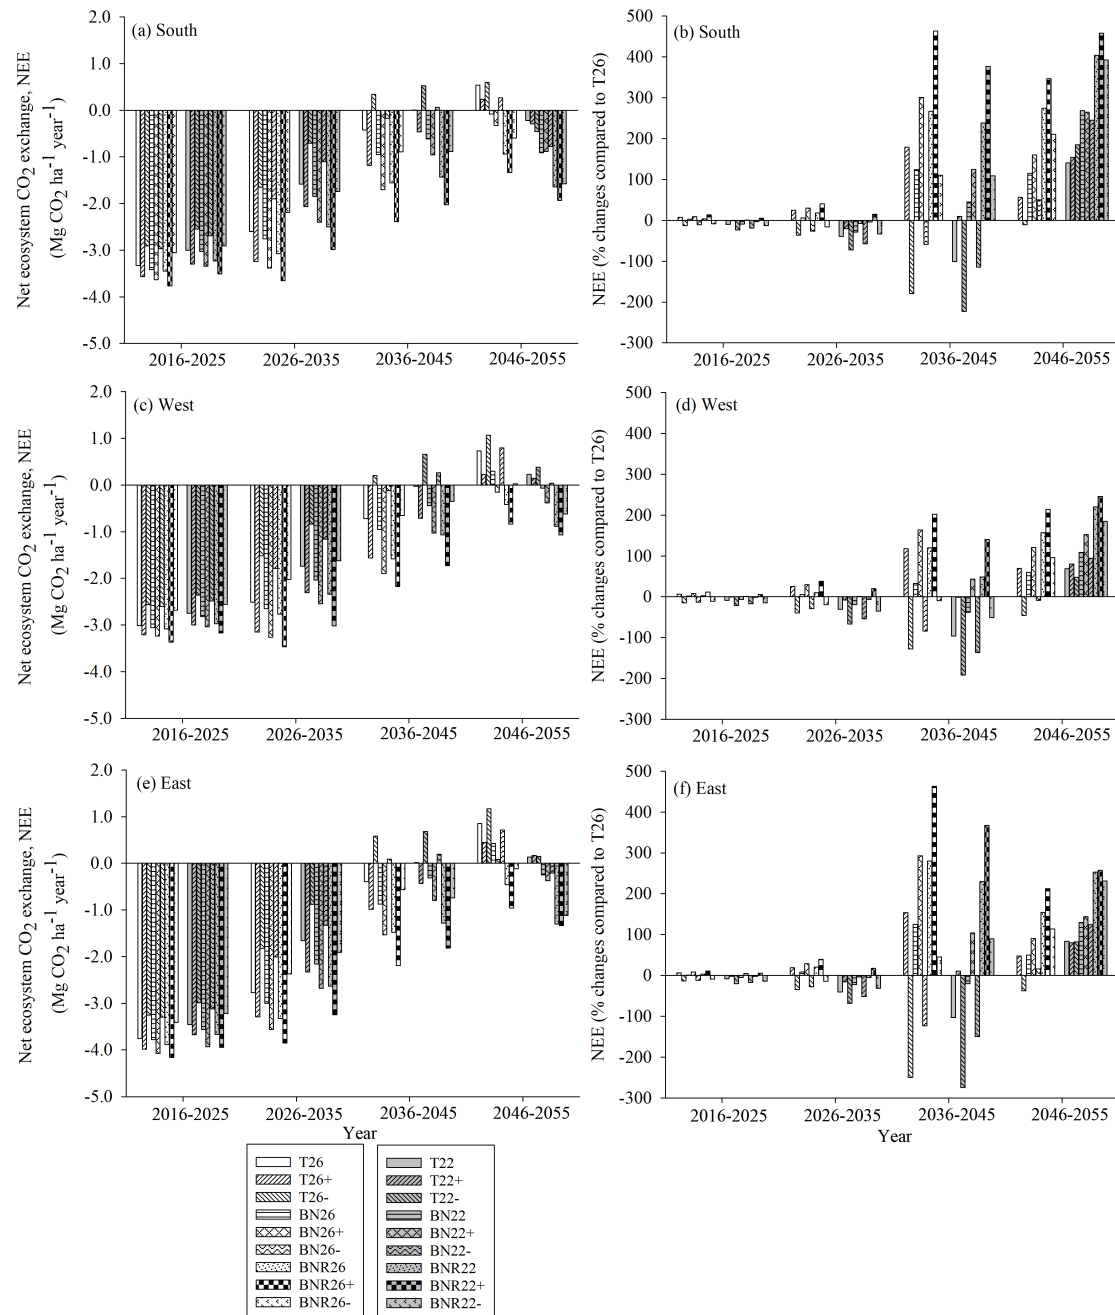 (a) South
2.0
1.0
0.0
-1.0
-2.0
-3.0
-4.0
-5.0
Net ecosystem CO2 exchange, NEE
(Mg CO2 ha-1 year-1)
2016-2025 2026-2035 2036-2045 2046-2055
(b) South
500
400
300
200
100
0
-100
-200
-300
NEE (% changes compared to T26)
2016-2025 2026-2035 2036-2045 2046-2055
(c) West
2.0
1.0
0.0
-1.0
-2.0
-3.0
-4.0
-5.0
Net ecosystem CO2 exchange, NEE
(Mg CO2 ha-1 year-1)
2016-2025 2026-2035 2036-2045 2046-2055
(d) West
500
400
300
200
100
0
-100
-200
-300
NEE (% changes compared to T26)
2016-2025 2026-2035 2036-2045 2046-2055
(e) East
2.0
1.0
0.0
-1.0
-2.0
-3.0
-4.0
-5.0
Net ecosystem CO2 exchange, NEE
(Mg CO2 ha-1 year-1)
2016-2025 2026-2035 2036-2045 2046-2055
Year
(f) East
500
400
300
200
100
0
-100
-200
-300
NEE (% changes compared to T26)
2016-2025 2026-2035 2036-2045 2046-2055
Year
T26
T26+
T26-
BN26
BN26+
BN26-
BNR26
BNR26+
BNR26-
T22
T22+
T22-
BN22
BN22+
BN22-
BNR22
BNR22+
BNR22-